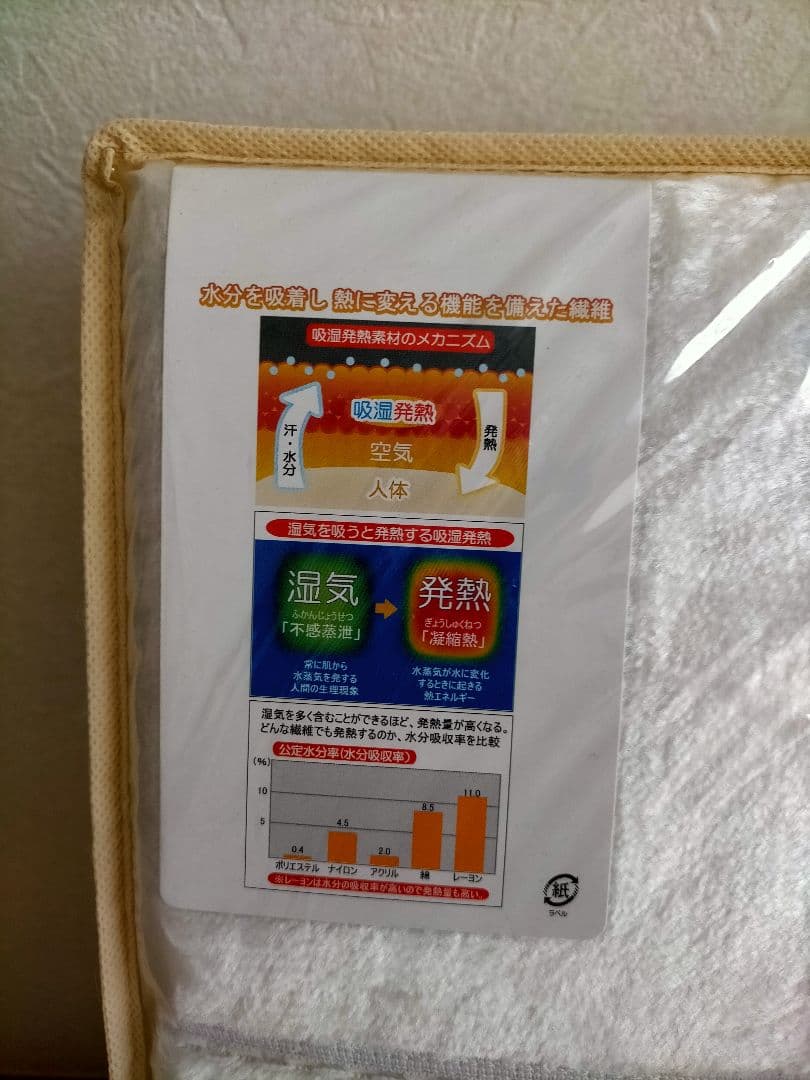 水分を吸着し 熱に変える機能を備えた繊維
吸湿発熱素材のメカニズム
吸湿発熱
汗・水分
発熱
空気
人体
湿気を吸うと発熱する吸湿発熱
湿気
ふかんじょうせつ
「不感蒸泄」
常に肌から
水蒸気を発する
人間の生理現象
発熱
ぎょうしゅくねつ
「凝縮熱」
水蒸気が水に変化
するときに起きる
熱エネルギー
湿気を多く含むことができるほど、発熱量が高くなる。
どんな繊維でも発熱するのか、水分吸収率を比較
公定水分率(水分吸収率)
(%)
10
5
0.4
4.5
2.0
8.5
11.0
ポリエステル ナイロン アクリル 綿 レーヨン
※レーヨンは水分の吸収率が高いので発熱量も高い。
紙
ラベル